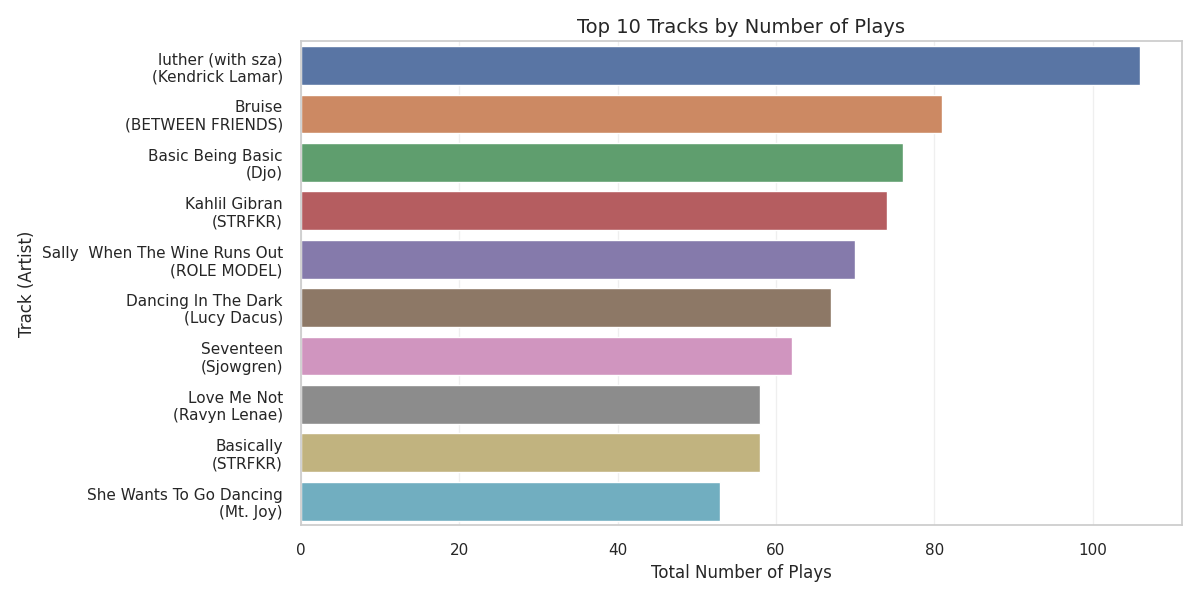 Top 10 Tracks by Number of Plays
luther (with sza)
(Kendrick Lamar)
Bruise
(BETWEEN FRIENDS)
Basic Being Basic
(Djo)
Kahlil Gibran
(STRFKR)
Sally  When The Wine Runs Out
(ROLE MODEL)
Dancing In The Dark
(Lucy Dacus)
Seventeen
(Sjowgren)
Love Me Not
(Ravyn Lenae)
Basically
(STRFKR)
She Wants To Go Dancing
(Mt. Joy)
Track (Artist)
0 20 40 60 80 100
Total Number of Plays